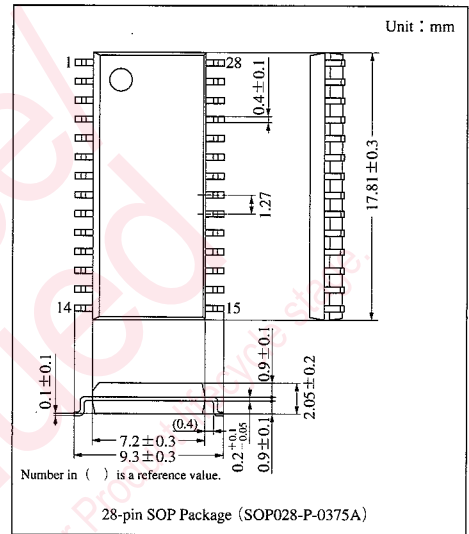 Unit : mm
1
28
0.4±0.1
17.81±0.3
1.27
14
15
0.1±0.1
0.9±0.1
2.05±0.2
(0.4)
7.2±0.3
9.3±0.3
0.2 +0.1 −0.05
0.9±0.1
Number in ( ) is a reference value.
28-pin SOP Package (SOP028-P-0375A)
Product lifecycle stage.